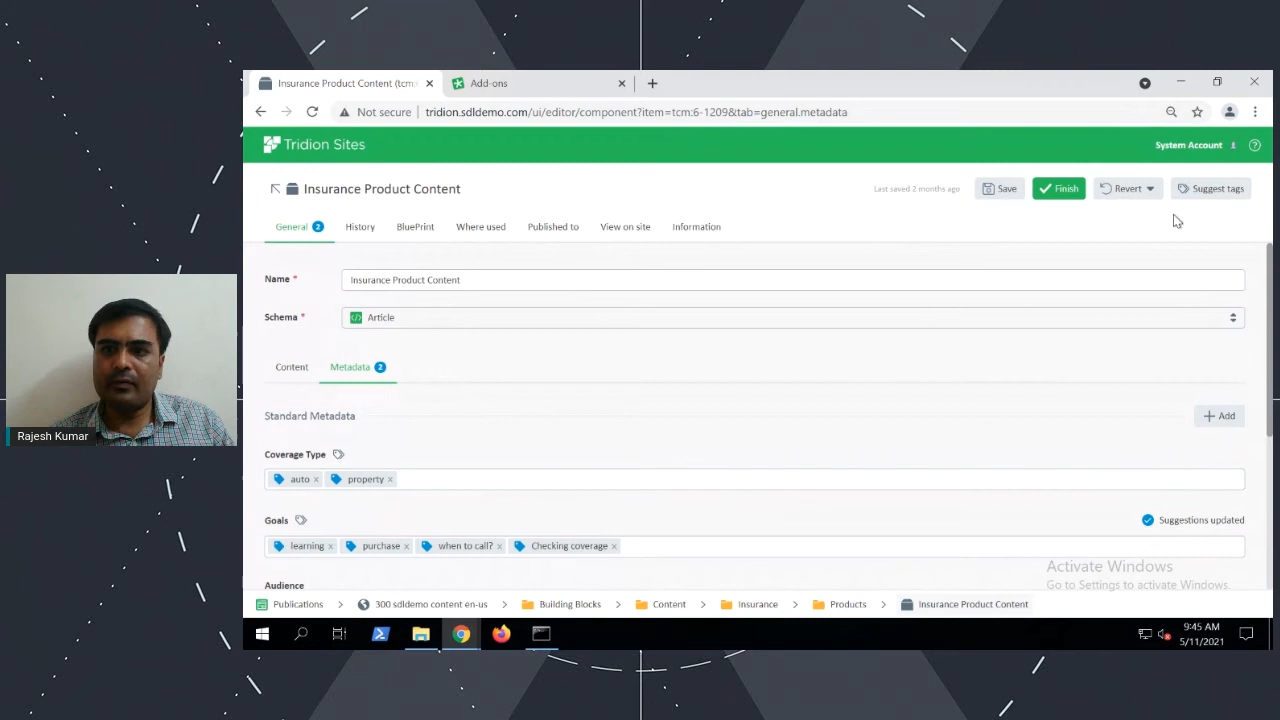 Insurance Product Content (tcm:
Add-ons
Not secure
tridion.sdldemo.com/ui/editor/component?item=tcm:6-1209&tab=general.metadata
Tridion Sites
System Account
Insurance Product Content
Last saved 2 months ago
Save
Finish
Revert
Suggest tags
General 2
History
BluePrint
Where used
Published to
View on site
Information
Name *
Insurance Product Content
Schema *
Article
Content
Metadata 2
Standard Metadata
Add
Coverage Type
auto
property
Goals
Suggestions updated
learning
purchase
when to call?
Checking coverage
Audience
Activate Windows
Go to Settings to activate Windows.
Publications
300 sdldemo content en-us
Building Blocks
Content
Insurance
Products
Insurance Product Content
9:45 AM
5/11/2021
Rajesh Kumar